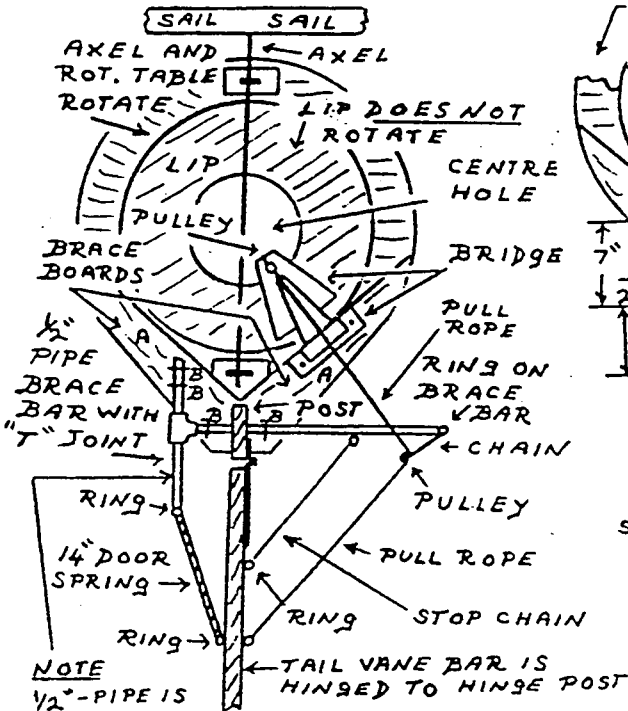 SAIL SAIL
AXEL AND
ROT. TABLE
ROTATE
AXEL
LIP DOES NOT
ROTATE
LIP
CENTRE
HOLE
PULLEY
BRACE
BOARDS
BRIDGE
7"
2
A
A
1/2"
PIPE
BRACE
BAR WITH
"T" JOINT
PULL
ROPE
RING ON
BRACE
BAR
B
B
B
B
POST
CHAIN
PULLEY
RING
14" DOOR
SPRING
PULL ROPE
RING
STOP CHAIN
RING
S
NOTE
1/2"-PIPE IS
TAIL VANE BAR IS
HINGED TO HINGE POST